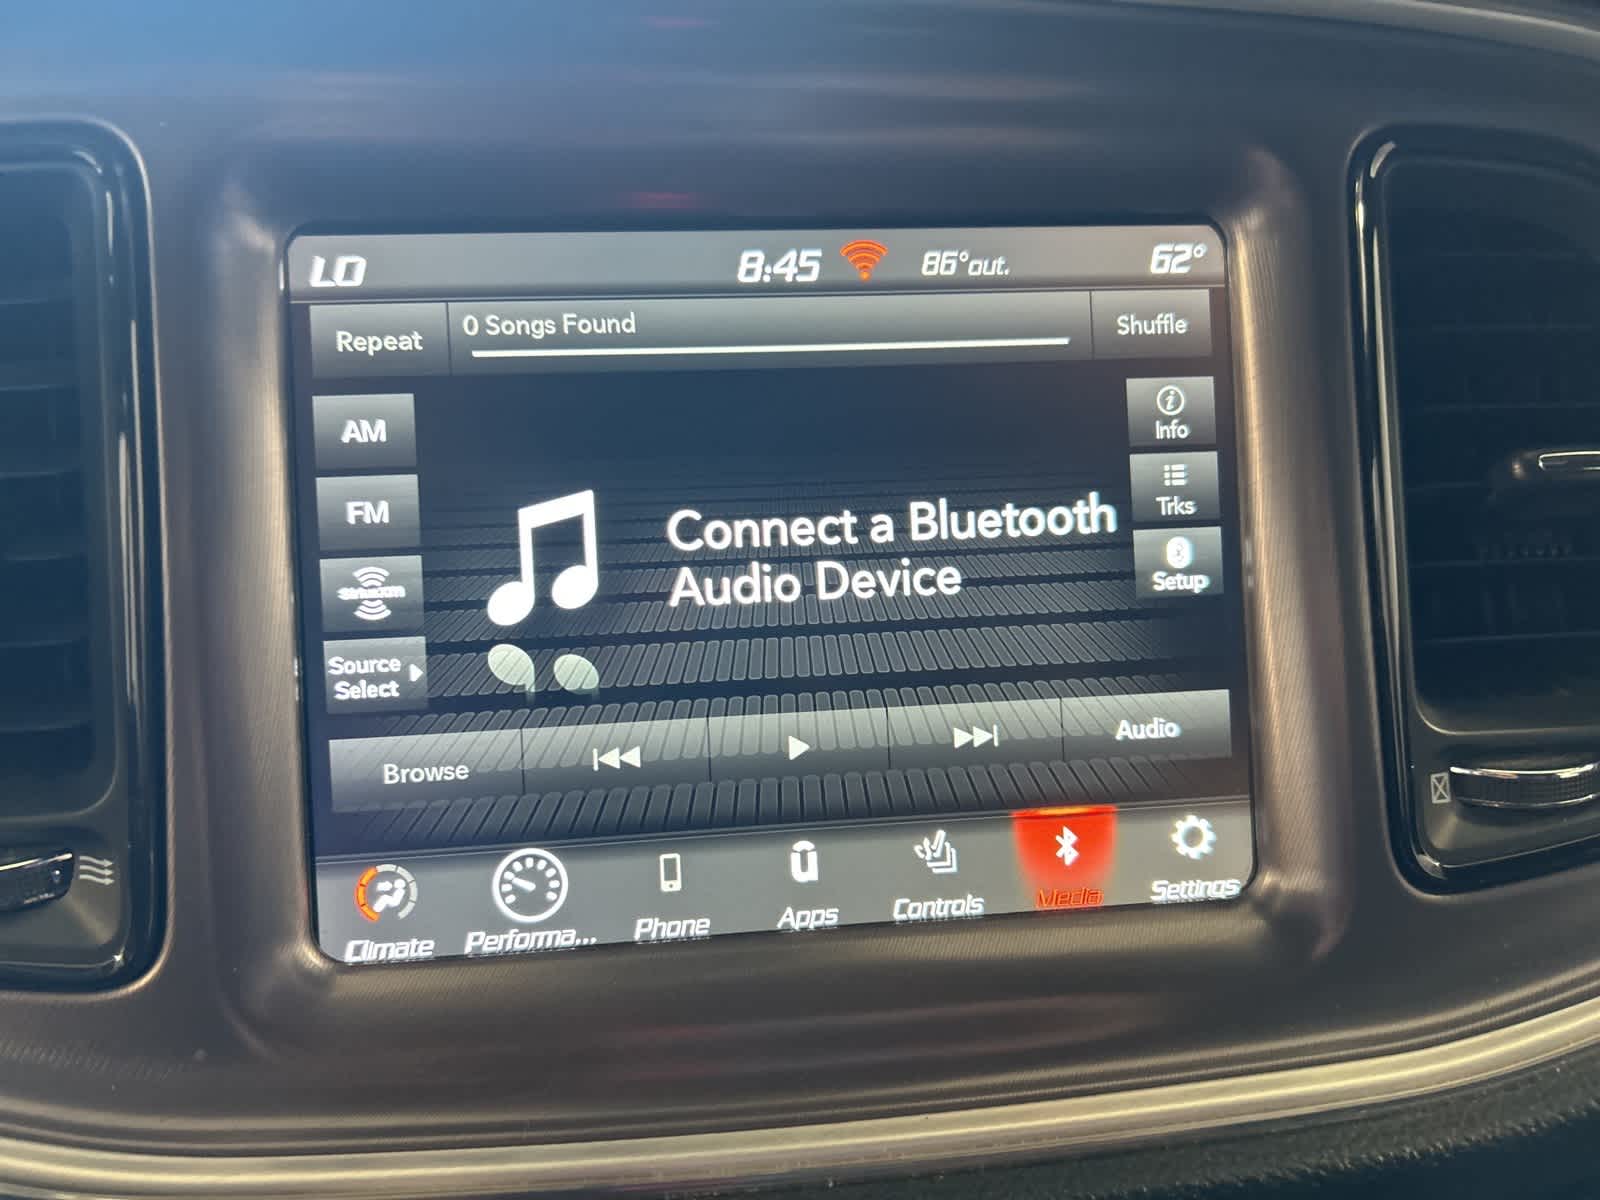 LO 8:45 86°out. 62°
Repeat 0 Songs Found Shuffle
AM
Info
FM
Trks
Connect a Bluetooth
Audio Device
SiriusXM
Setup
Source
Select
Browse Audio
Climate Performa... Phone Apps Controls Media Settings